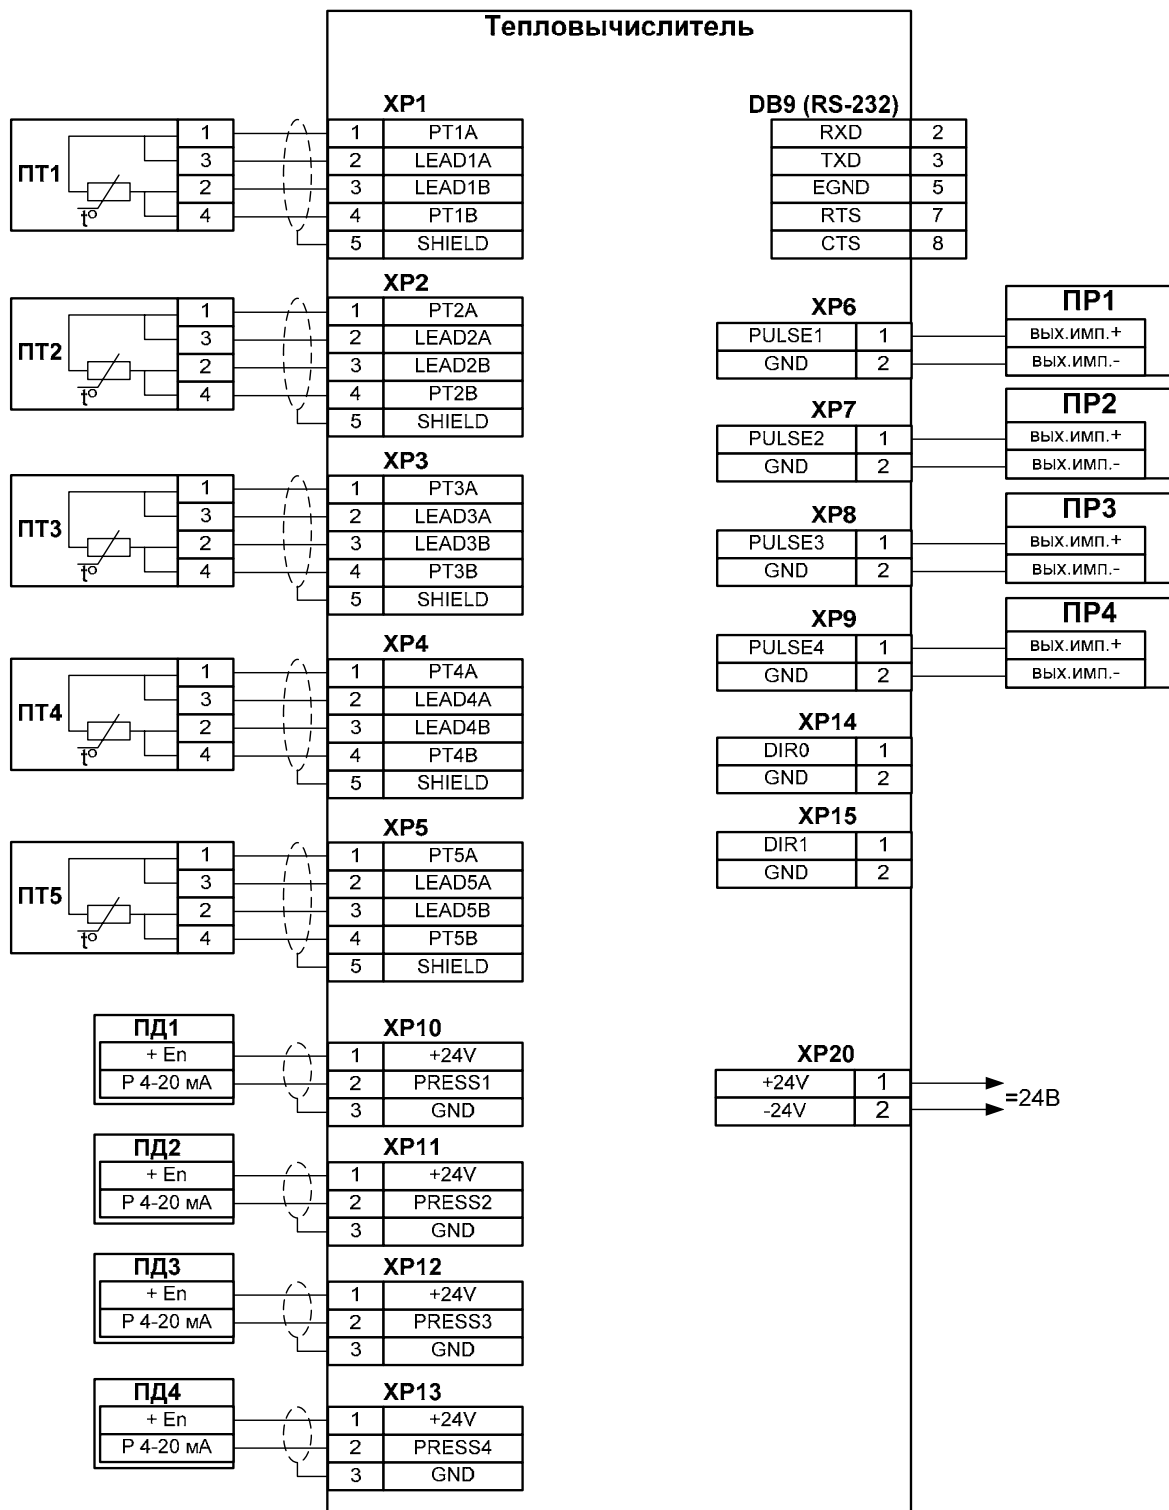 Тепловычислитель
XP1
ПТ1
1 1 PT1A
3 2 LEAD1A
2 3 LEAD1B
4 4 PT1B
5 SHIELD
t°
XP2
ПТ2
1 1 PT2A
3 2 LEAD2A
2 3 LEAD2B
4 4 PT2B
5 SHIELD
t°
XP3
ПТ3
1 1 PT3A
3 2 LEAD3A
2 3 LEAD3B
4 4 PT3B
5 SHIELD
t°
XP4
ПТ4
1 1 PT4A
3 2 LEAD4A
2 3 LEAD4B
4 4 PT4B
5 SHIELD
t°
XP5
ПТ5
1 1 PT5A
3 2 LEAD5A
2 3 LEAD5B
4 4 PT5B
5 SHIELD
t°
ПД1 XP10
+ En 1 +24V
P 4-20 мА 2 PRESS1
3 GND
ПД2 XP11
+ En 1 +24V
P 4-20 мА 2 PRESS2
3 GND
ПД3 XP12
+ En 1 +24V
P 4-20 мА 2 PRESS3
3 GND
ПД4 XP13
+ En 1 +24V
P 4-20 мА 2 PRESS4
3 GND
DB9 (RS-232)
RXD 2
TXD 3
EGND 5
RTS 7
CTS 8
XP6 ПР1
PULSE1 1 вых.имп.+
GND 2 вых.имп.-
XP7 ПР2
PULSE2 1 вых.имп.+
GND 2 вых.имп.-
XP8 ПР3
PULSE3 1 вых.имп.+
GND 2 вых.имп.-
XP9 ПР4
PULSE4 1 вых.имп.+
GND 2 вых.имп.-
XP14
DIR0 1
GND 2
XP15
DIR1 1
GND 2
XP20
+24V 1
-24V 2
=24В